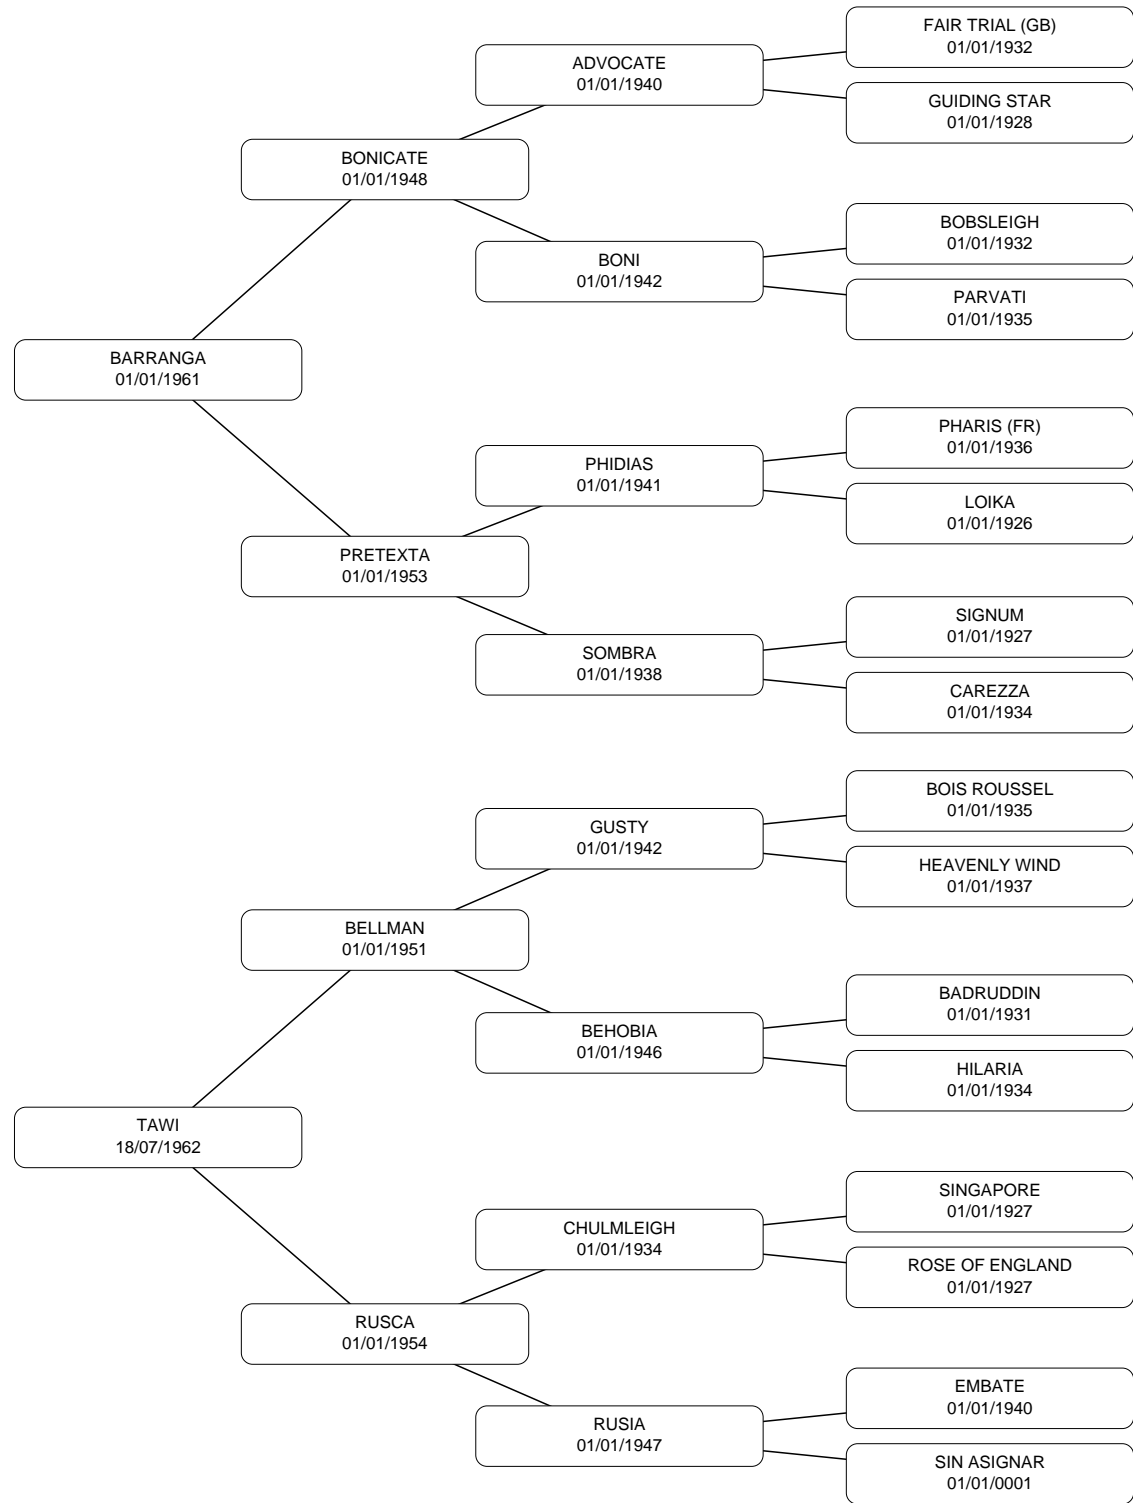 FAIR TRIAL (GB)
01/01/1932
ADVOCATE
01/01/1940
GUIDING STAR
01/01/1928
BONICATE
01/01/1948
BOBSLEIGH
01/01/1932
BONI
01/01/1942
PARVATI
01/01/1935
BARRANGA
01/01/1961
PHARIS (FR)
01/01/1936
PHIDIAS
01/01/1941
LOIKA
01/01/1926
PRETEXTA
01/01/1953
SIGNUM
01/01/1927
SOMBRA
01/01/1938
CAREZZA
01/01/1934
BOIS ROUSSEL
01/01/1935
GUSTY
01/01/1942
HEAVENLY WIND
01/01/1937
BELLMAN
01/01/1951
BADRUDDIN
01/01/1931
BEHOBIA
01/01/1946
HILARIA
01/01/1934
TAWI
18/07/1962
SINGAPORE
01/01/1927
CHULMLEIGH
01/01/1934
ROSE OF ENGLAND
01/01/1927
RUSCA
01/01/1954
EMBATE
01/01/1940
RUSIA
01/01/1947
SIN ASIGNAR
01/01/0001